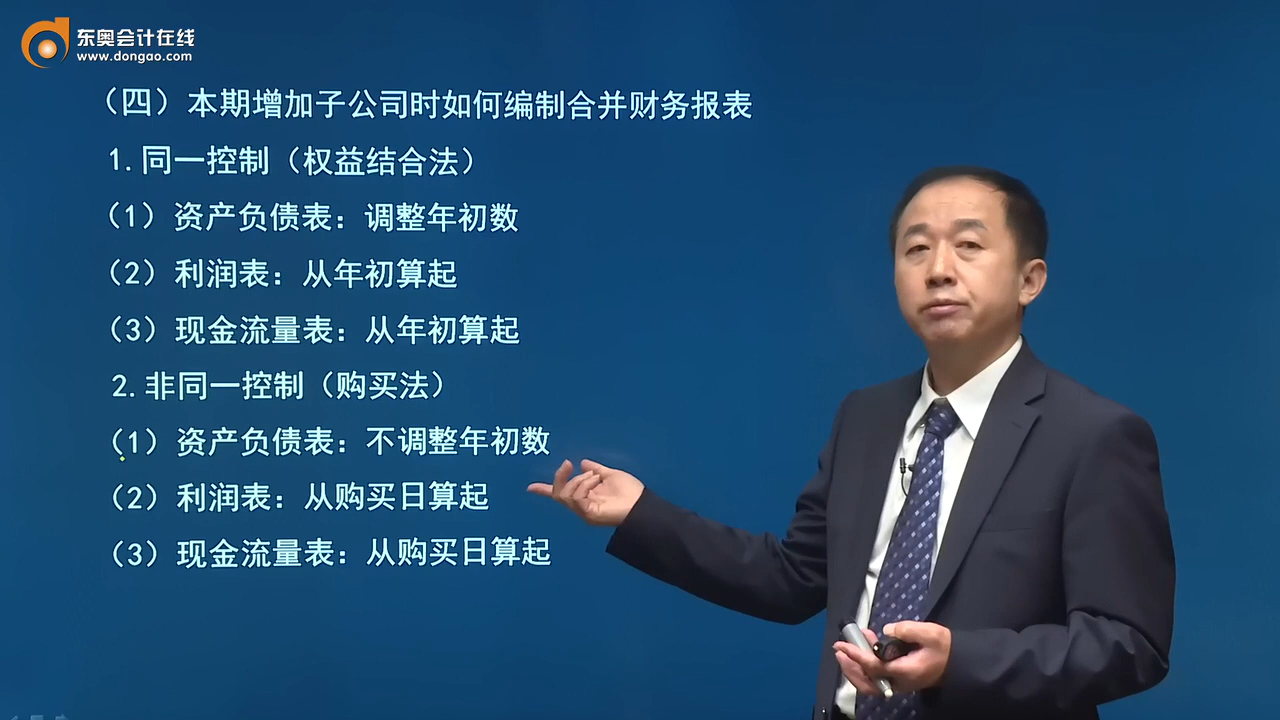 东奥会计在线
www.dongao.com
（四）本期增加子公司时如何编制合并财务报表
1.同一控制（权益结合法）
（1）资产负债表：调整年初数
（2）利润表：从年初算起
（3）现金流量表：从年初算起
2.非同一控制（购买法）
（1）资产负债表：不调整年初数
（2）利润表：从购买日算起
（3）现金流量表：从购买日算起